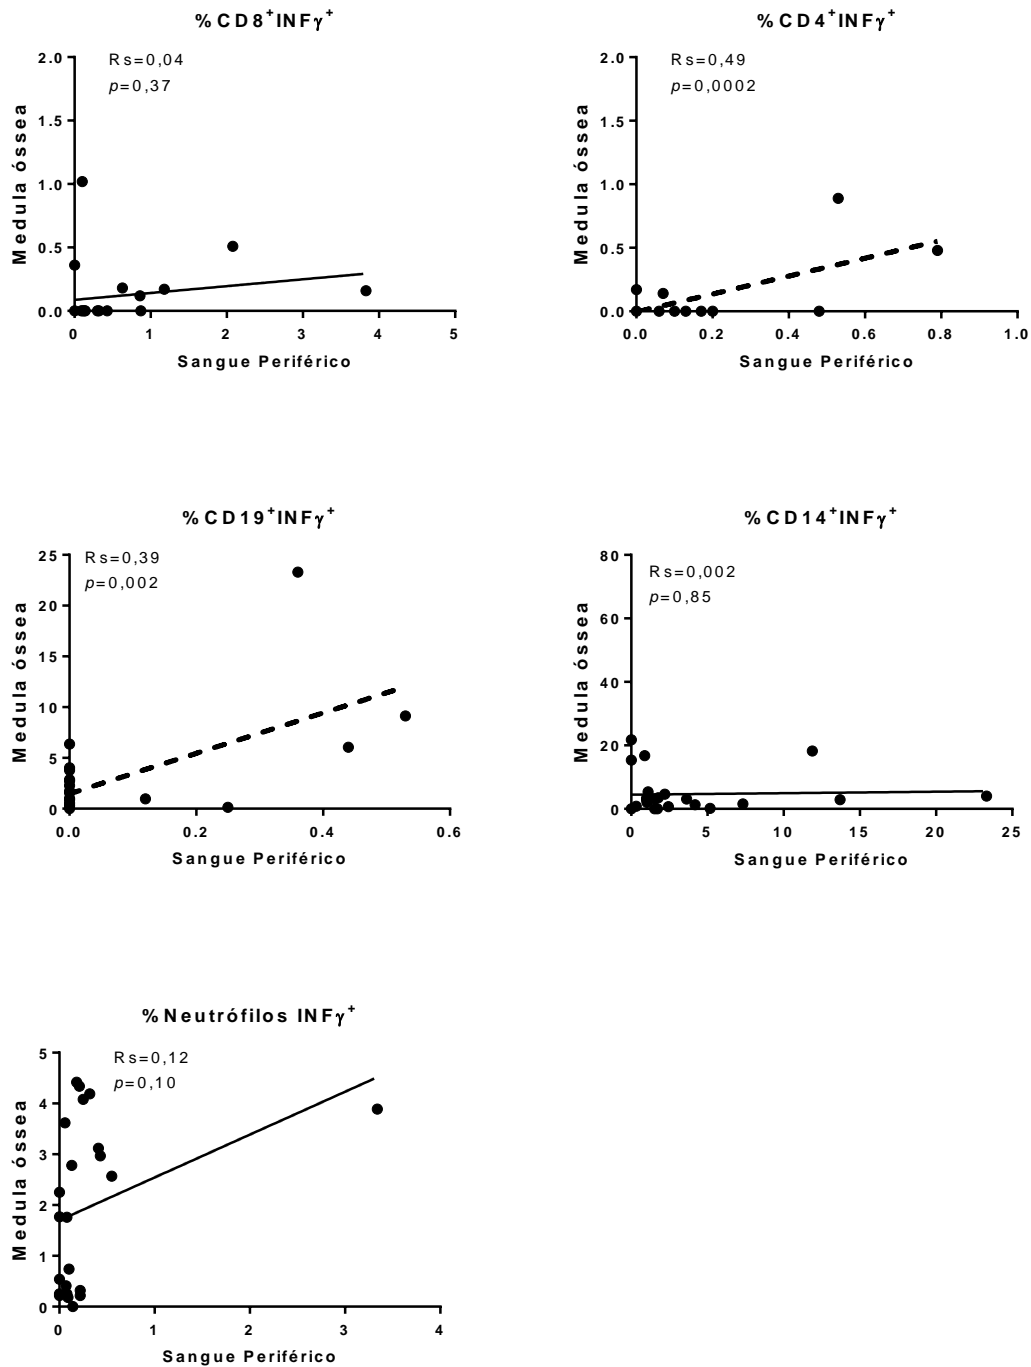 %CD8+INFγ+
Rs=0,04
p=0,37
Medula óssea
2.0
1.5
1.0
0.5
0.0
0 1 2 3 4 5
Sangue Periférico
%CD4+INFγ+
Rs=0,49
p=0,0002
Medula óssea
2.0
1.5
1.0
0.5
0.0
0.0 0.2 0.4 0.6 0.8 1.0
Sangue Periférico
%CD19+INFγ+
Rs=0,39
p=0,002
Medula óssea
25
20
15
10
5
0
0.0 0.2 0.4 0.6
Sangue Periférico
%CD14+INFγ+
Rs=0,002
p=0,85
Medula óssea
80
60
40
20
0
0 5 10 15 20 25
Sangue Periférico
%Neutrófilos INFγ+
Rs=0,12
p=0,10
Medula óssea
5
4
3
2
1
0
0 1 2 3 4
Sangue Periférico